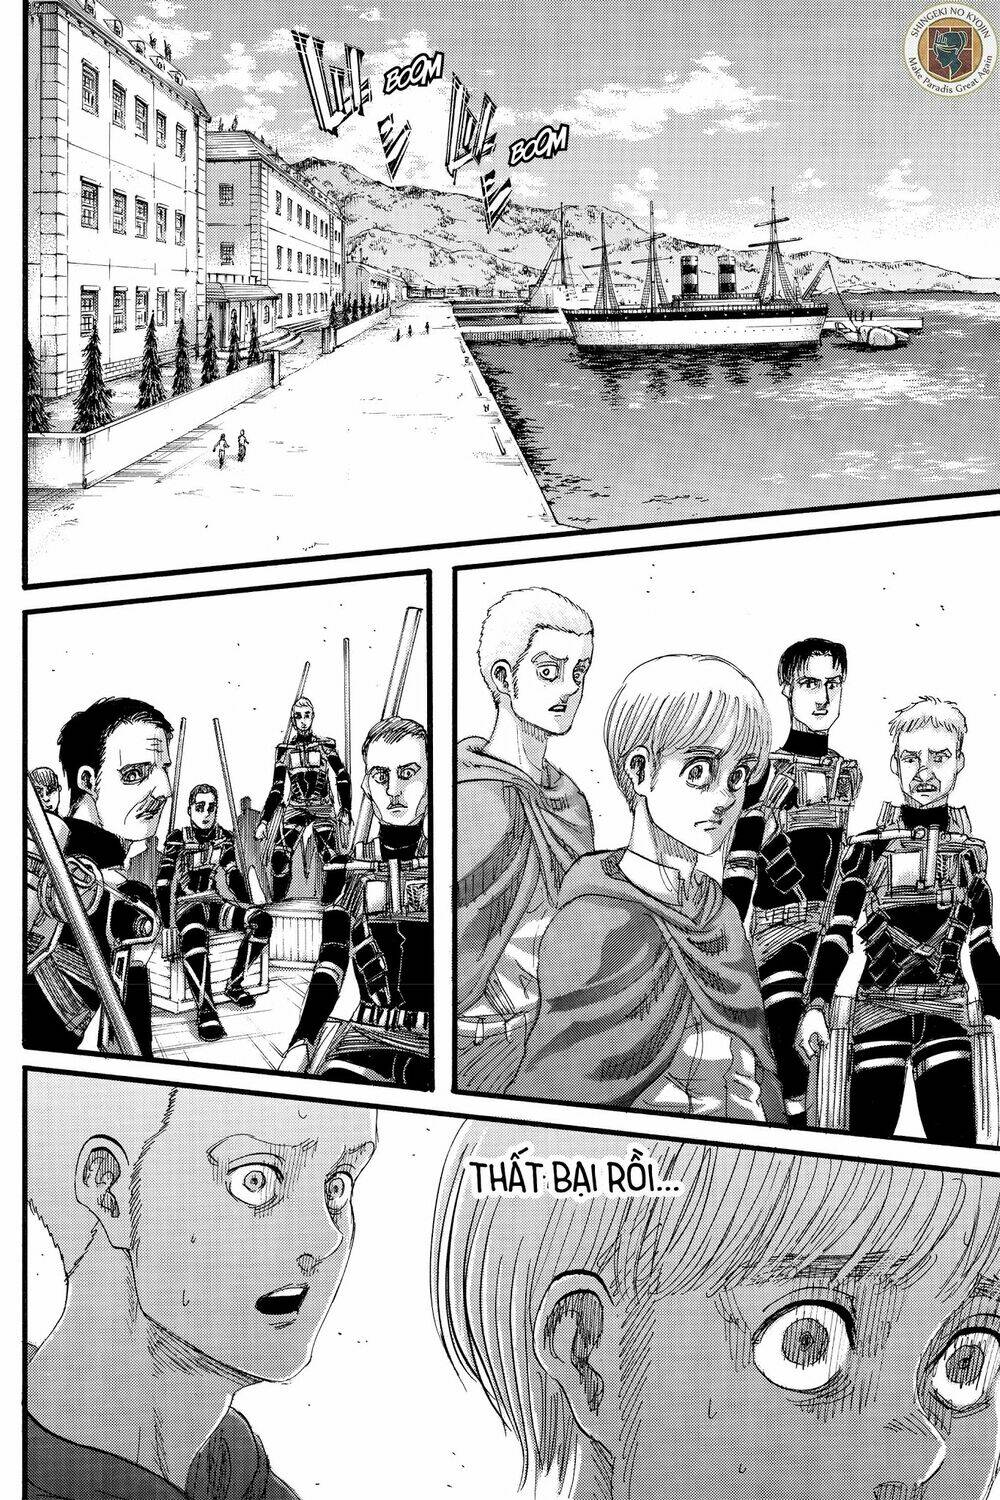 SHINGEKI NO KYOJIN
Make Paradis Great Again
BOOM
BOOM
THẤT BẠI RỒI...